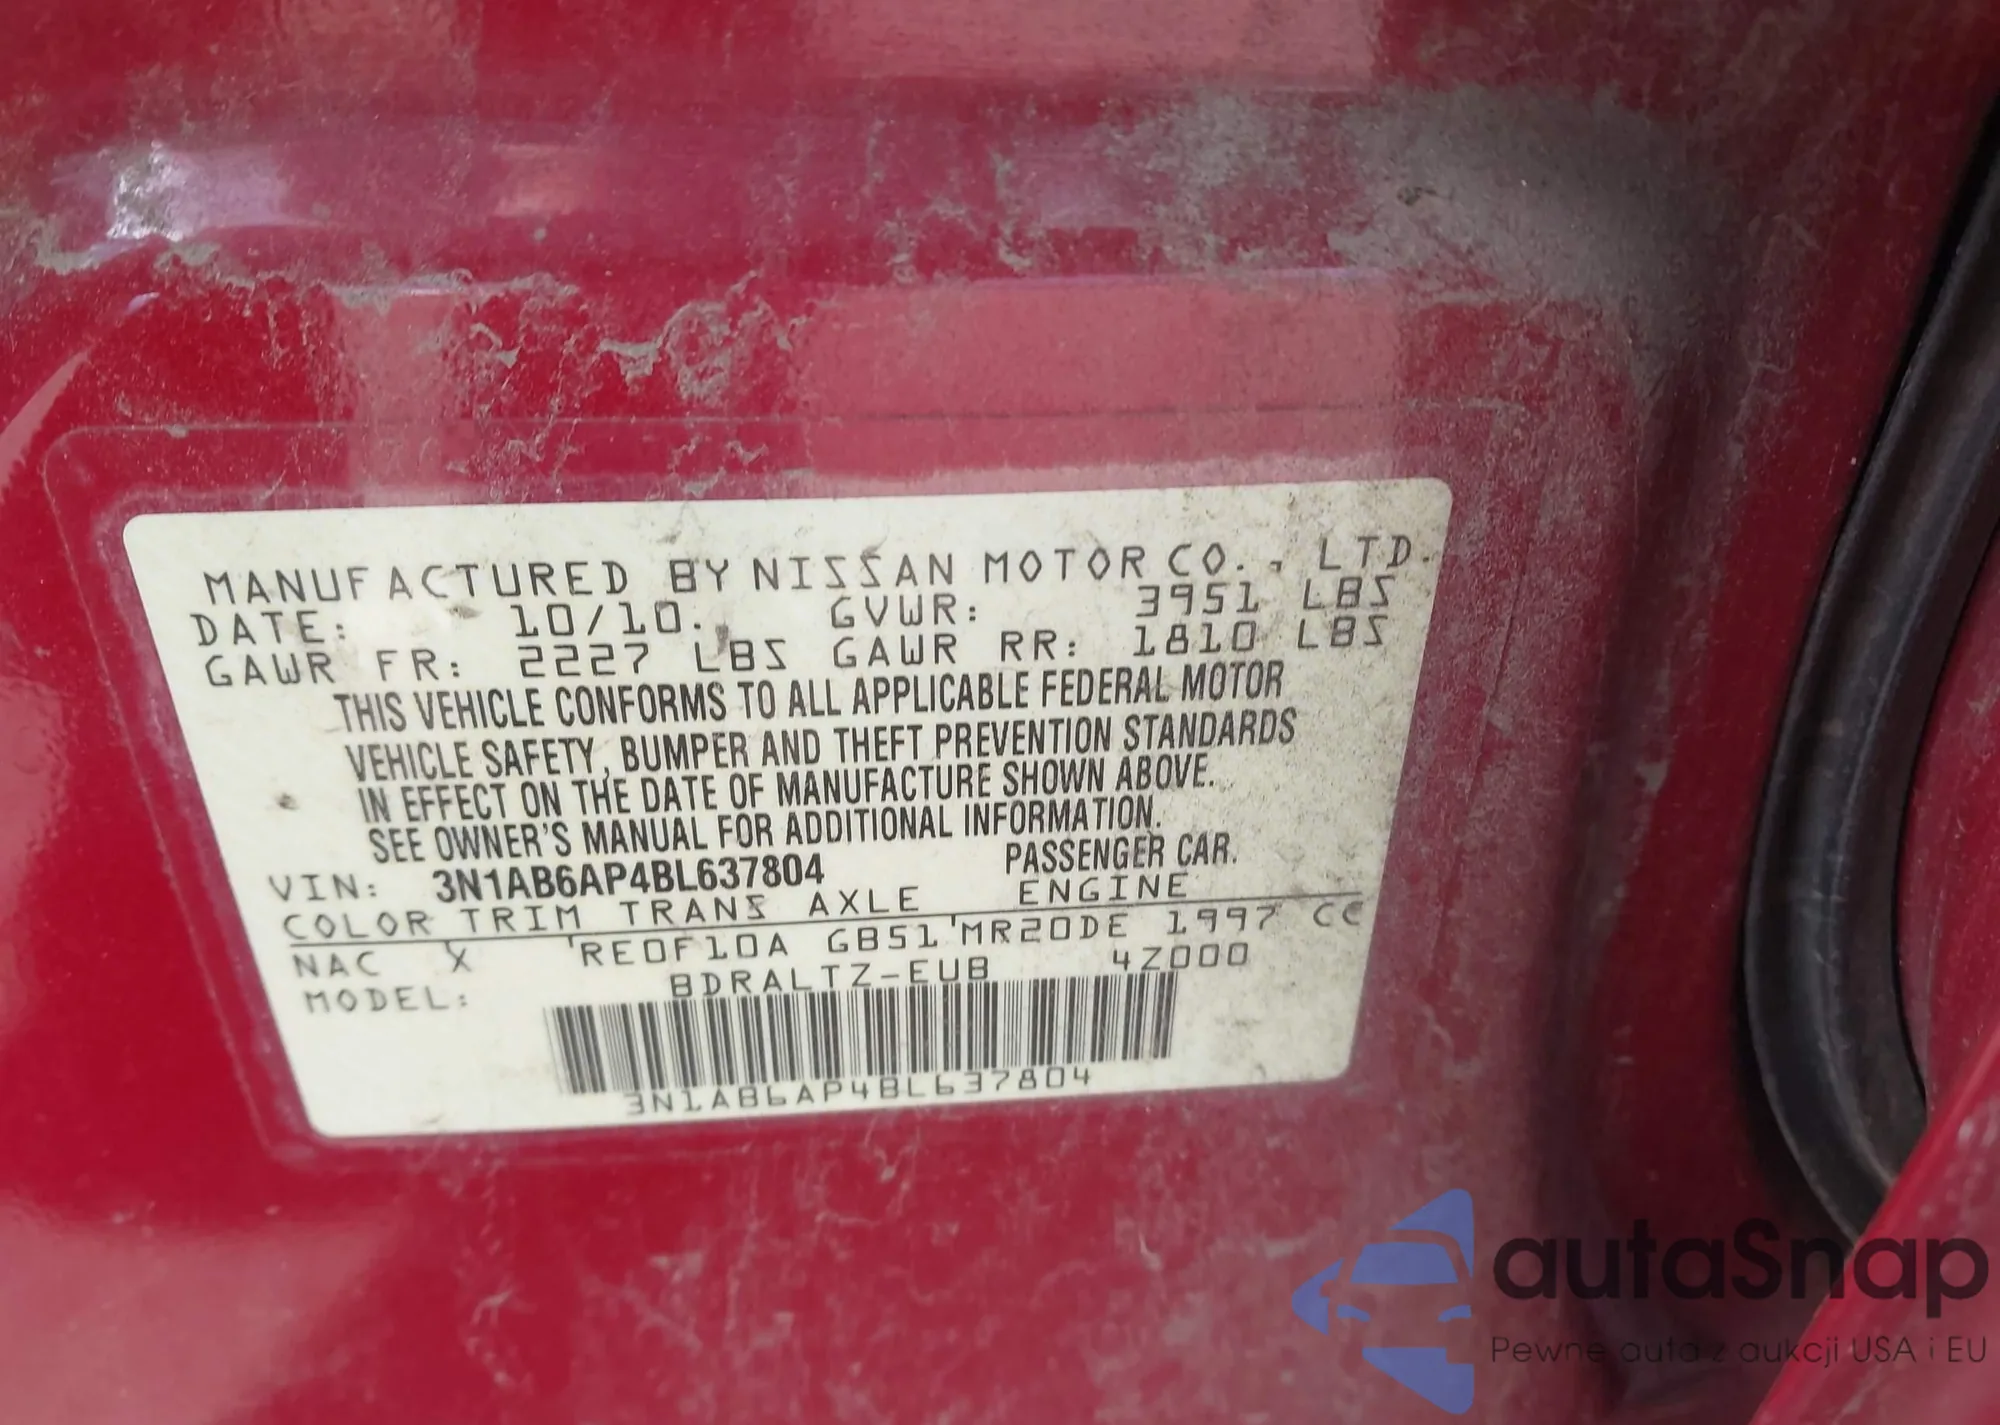 MANUFACTURED BY NISSAN MOTOR CO., LTD.
DATE: 10/10. GVWR: 3951 LBS
GAWR FR: 2227 LBS GAWR RR: 1810 LBS
THIS VEHICLE CONFORMS TO ALL APPLICABLE FEDERAL MOTOR
VEHICLE SAFETY, BUMPER AND THEFT PREVENTION STANDARDS
IN EFFECT ON THE DATE OF MANUFACTURE SHOWN ABOVE.
SEE OWNER'S MANUAL FOR ADDITIONAL INFORMATION.
VIN: 3N1AB6AP4BL637804 PASSENGER CAR.
COLOR TRIM TRANS AXLE ENGINE
NAC X RE0F10A GB51 MR20DE 1997 CC
MODEL: BDRALTZ-EUB 4Z000
3N1AB6AP4BL637804
autaSnap
Pewne auta z aukcji USA i EU